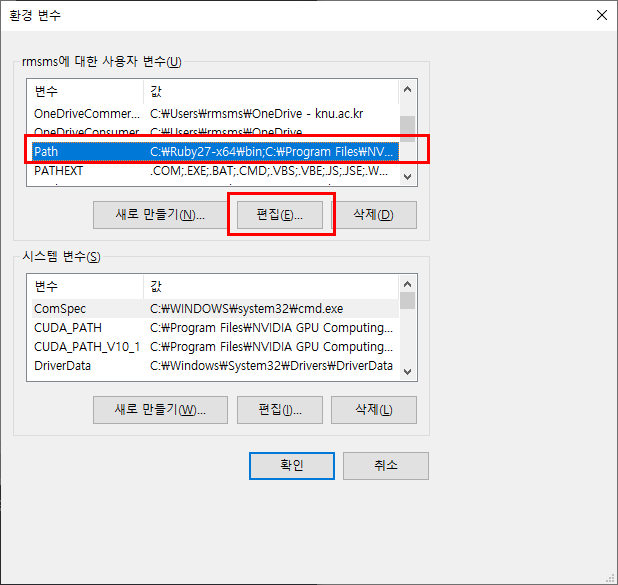 환경 변수
rmsms에 대한 사용자 변수(U)
변수 값
OneDriveCommer... C:₩Users₩rmsms₩OneDrive - knu.ac.kr
OneDriveConsumer C:₩Users₩rmsms₩OneDrive
Path C:₩Ruby27-x64₩bin;C:₩Program Files₩NV...
PATHEXT .COM;.EXE;.BAT;.CMD;.VBS;.VBE;.JS;.JSE;.W...
새로 만들기(N)... 편집(E)... 삭제(D)
시스템 변수(S)
변수 값
ComSpec C:₩WINDOWS₩system32₩cmd.exe
CUDA_PATH C:₩Program Files₩NVIDIA GPU Computing...
CUDA_PATH_V10_1 C:₩Program Files₩NVIDIA GPU Computing...
DriverData C:₩Windows₩System32₩Drivers₩DriverData
새로 만들기(W)... 편집(I)... 삭제(L)
확인 취소